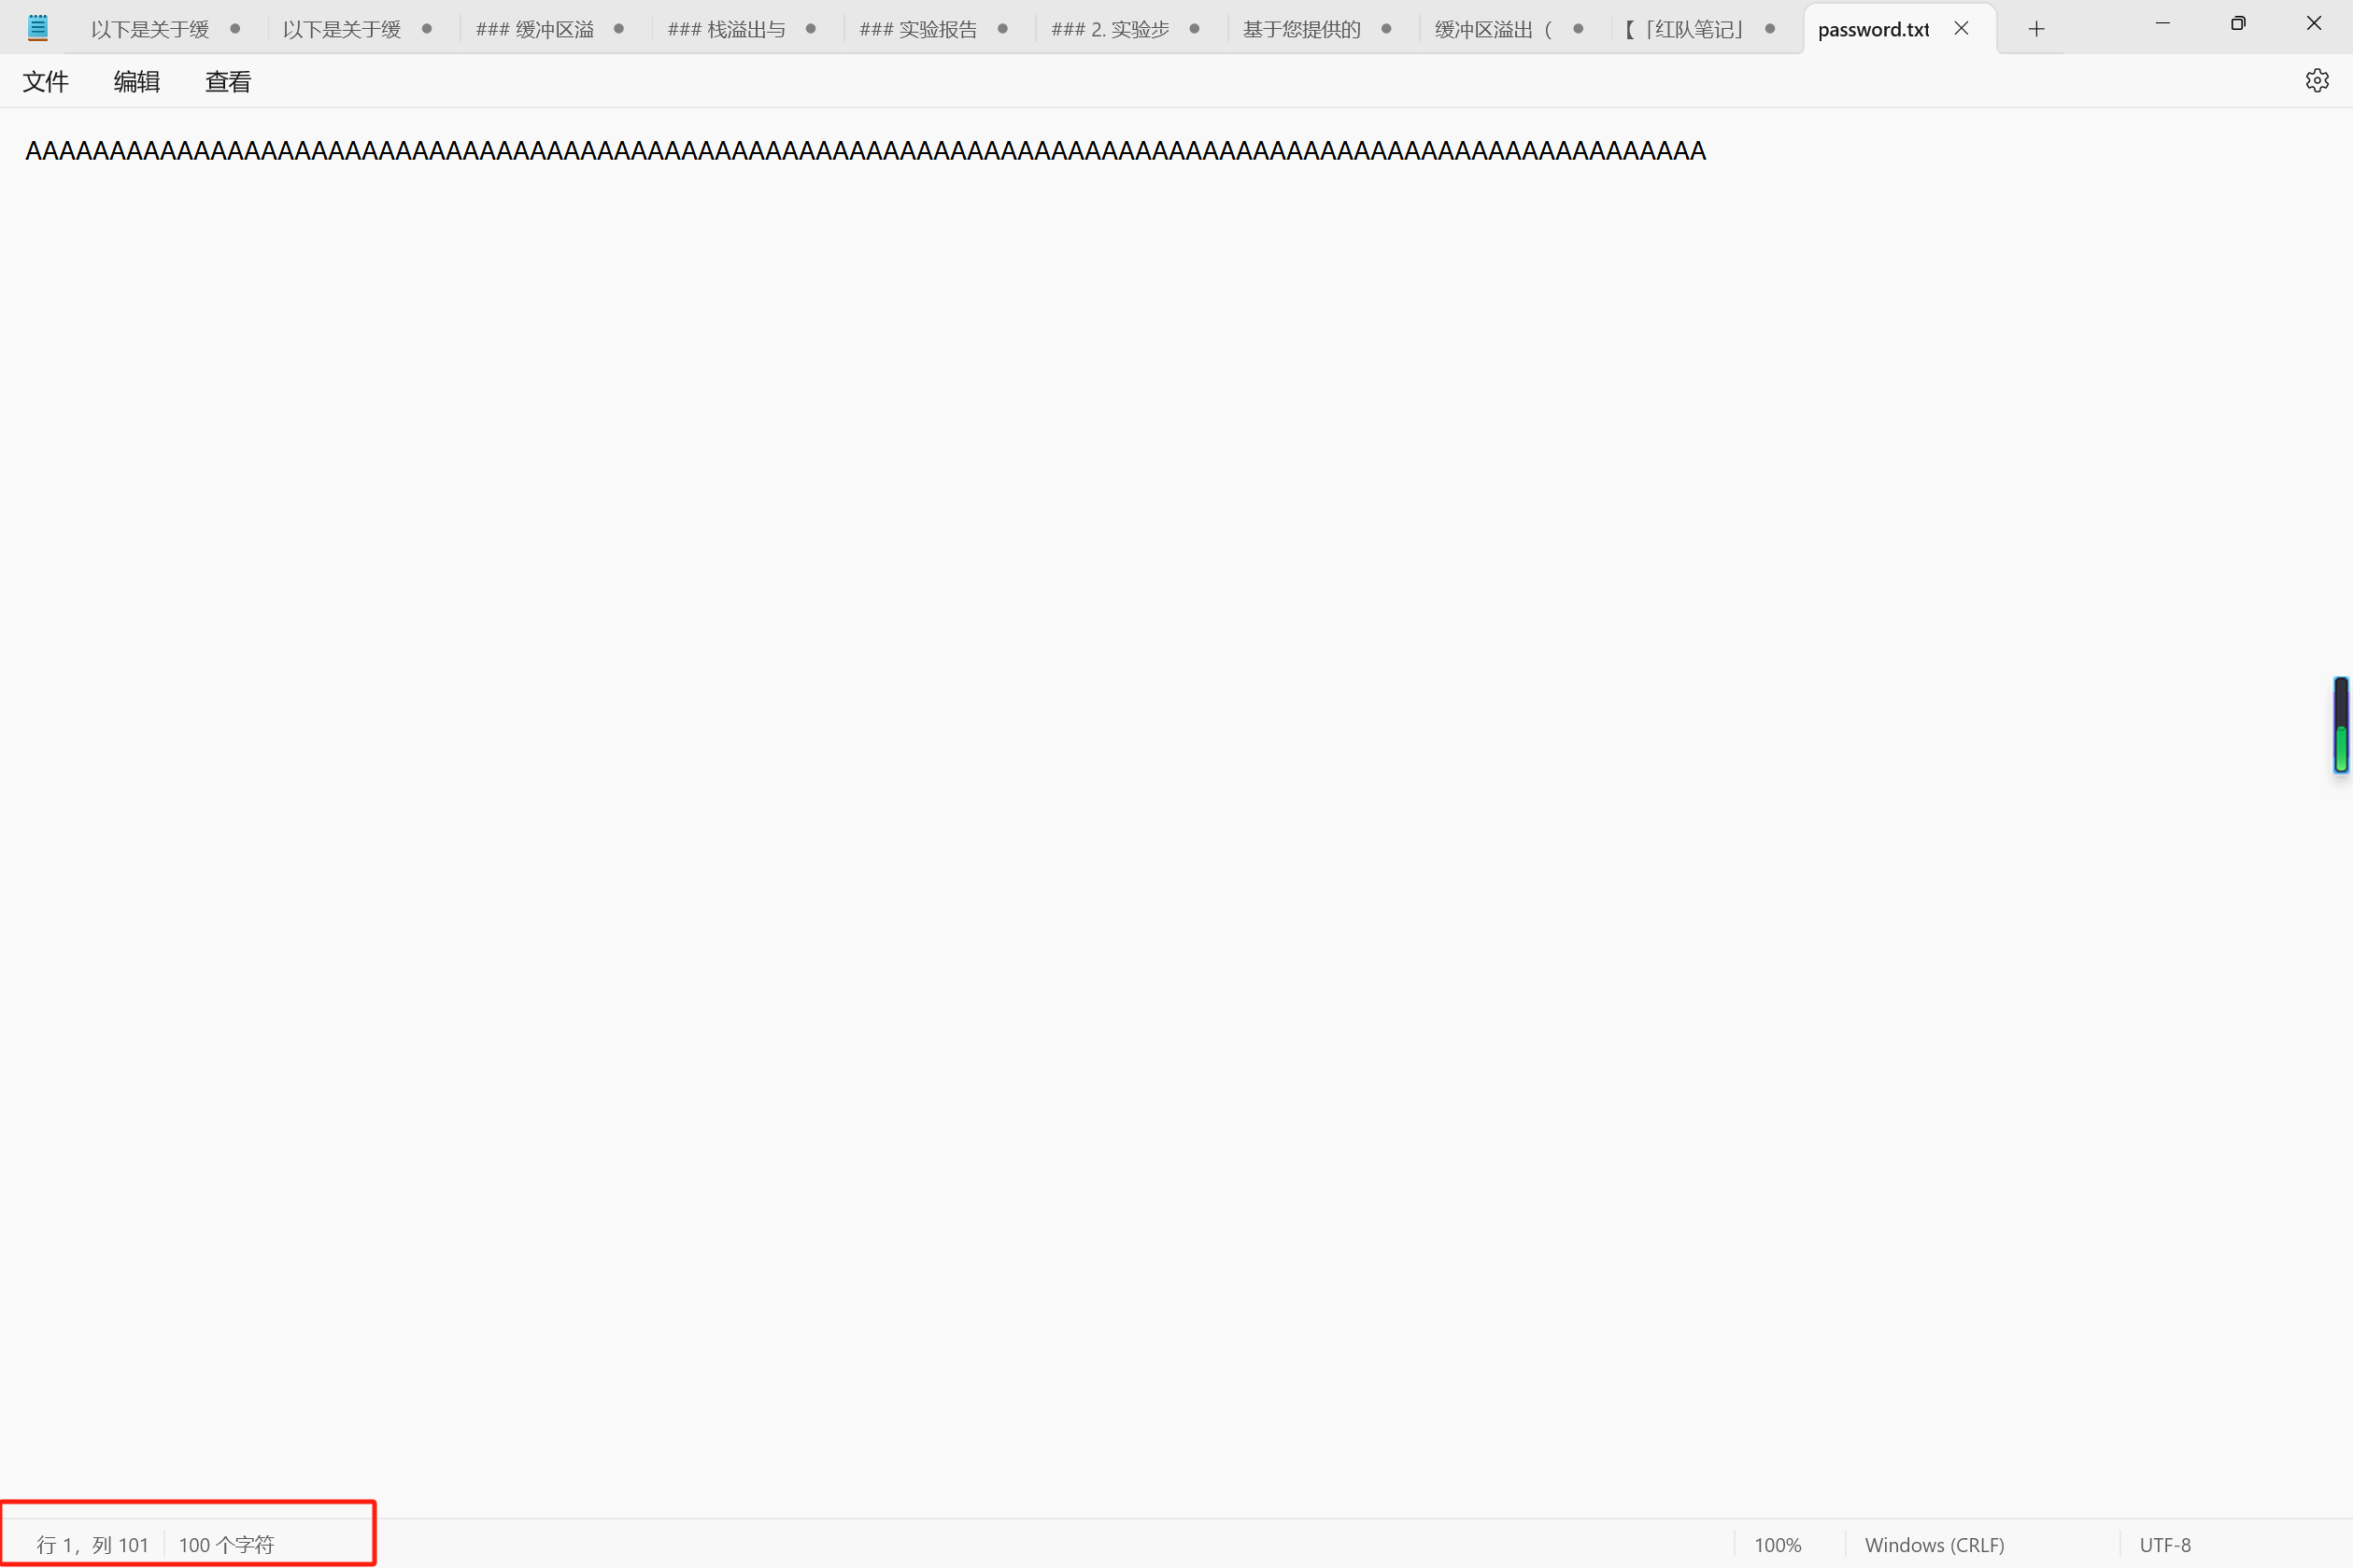 以下是关于缓 以下是关于缓 ### 缓冲区溢 ### 栈溢出与 ### 实验报告 ### 2. 实验步 基于您提供的 缓冲区溢出（ 【「红队笔记」 password.txt
文件 编辑 查看
AAAAAAAAAAAAAAAAAAAAAAAAAAAAAAAAAAAAAAAAAAAAAAAAAAAAAAAAAAAAAAAAAAAAAAAAAAAAAAAAAAAAAAAAAAAAAAAAAAAA
行 1，列 101 100 个字符 100% Windows (CRLF) UTF-8